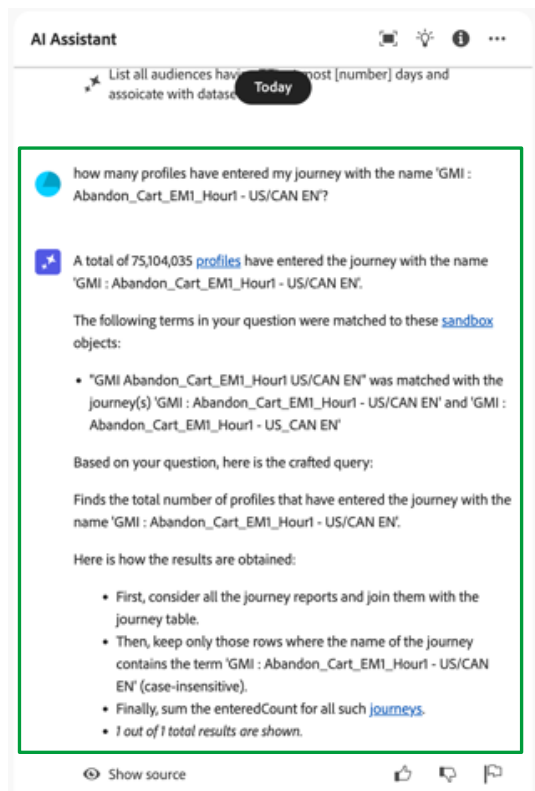 AI Assistant
List all audiences having most [number] days and
assoicate with datase
Today
how many profiles have entered my journey with the name 'GMI :
Abandon_Cart_EM1_Hour1 - US/CAN EN'?
A total of 75,104,035 profiles have entered the journey with the name
'GMI : Abandon_Cart_EM1_Hour1 - US/CAN EN'.
The following terms in your question were matched to these sandbox
objects:
• "GMI Abandon_Cart_EM1_Hour1 US/CAN EN" was matched with the
journey(s) 'GMI : Abandon_Cart_EM1_Hour1 - US/CAN EN' and 'GMI :
Abandon_Cart_EM1_Hour1 - US_CAN EN'
Based on your question, here is the crafted query:
Finds the total number of profiles that have entered the journey with the
name 'GMI : Abandon_Cart_EM1_Hour1 - US/CAN EN'.
Here is how the results are obtained:
• First, consider all the journey reports and join them with the
journey table.
• Then, keep only those rows where the name of the journey
contains the term 'GMI : Abandon_Cart_EM1_Hour1 - US/CAN
EN' (case-insensitive).
• Finally, sum the enteredCount for all such journeys.
• 1 out of 1 total results are shown.
Show source